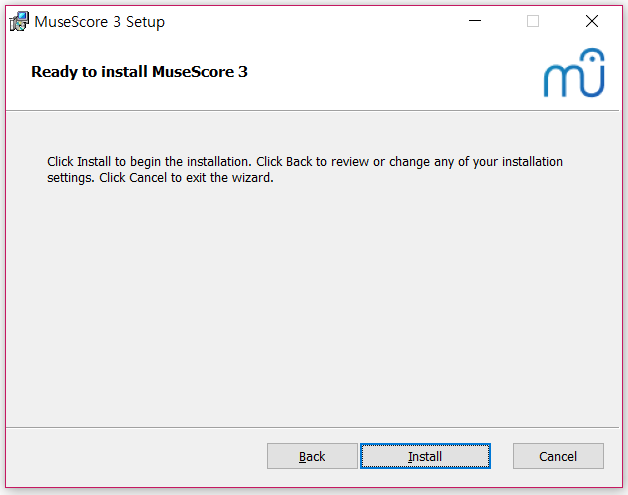 MuseScore 3 Setup
Ready to install MuseScore 3
mu
Click Install to begin the installation. Click Back to review or change any of your installation
settings. Click Cancel to exit the wizard.
Back
Install
Cancel